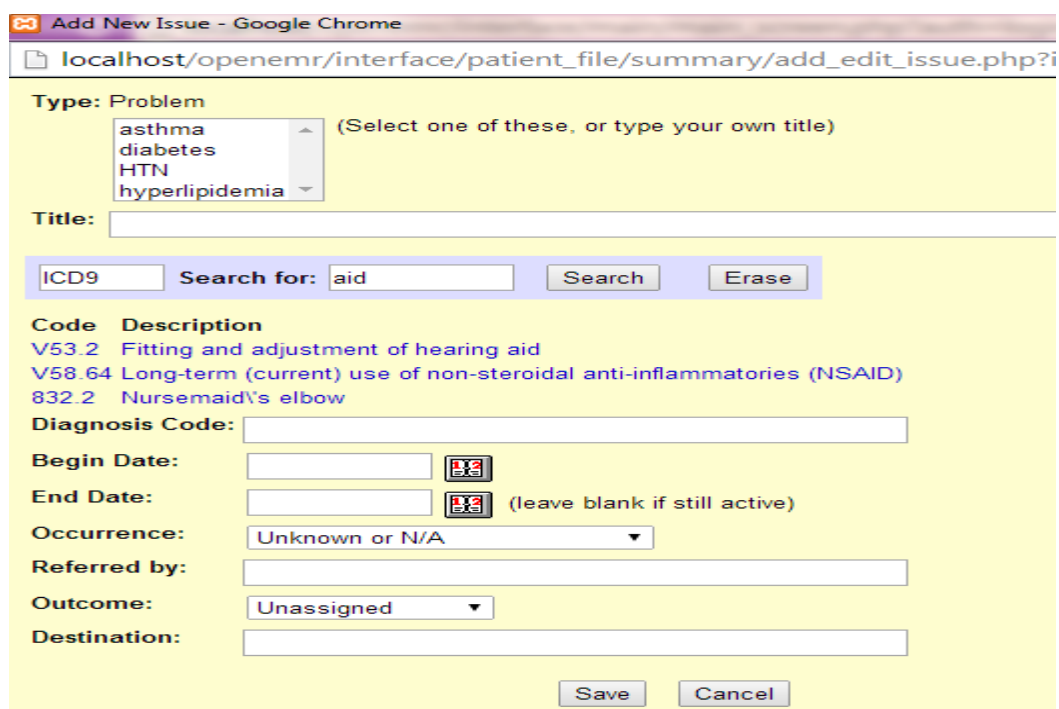 Add New Issue - Google Chrome
localhost/openemr/interface/patient_file/summary/add_edit_issue.php?i
Type: Problem
asthma (Select one of these, or type your own title)
diabetes
HTN
hyperlipidemia
Title:
ICD9 Search for: aid Search Erase
Code Description
V53.2 Fitting and adjustment of hearing aid
V58.64 Long-term (current) use of non-steroidal anti-inflammatories (NSAID)
832.2 Nursemaid\'s elbow
Diagnosis Code:
Begin Date:
End Date: (leave blank if still active)
Occurrence: Unknown or N/A
Referred by:
Outcome: Unassigned
Destination:
Save Cancel